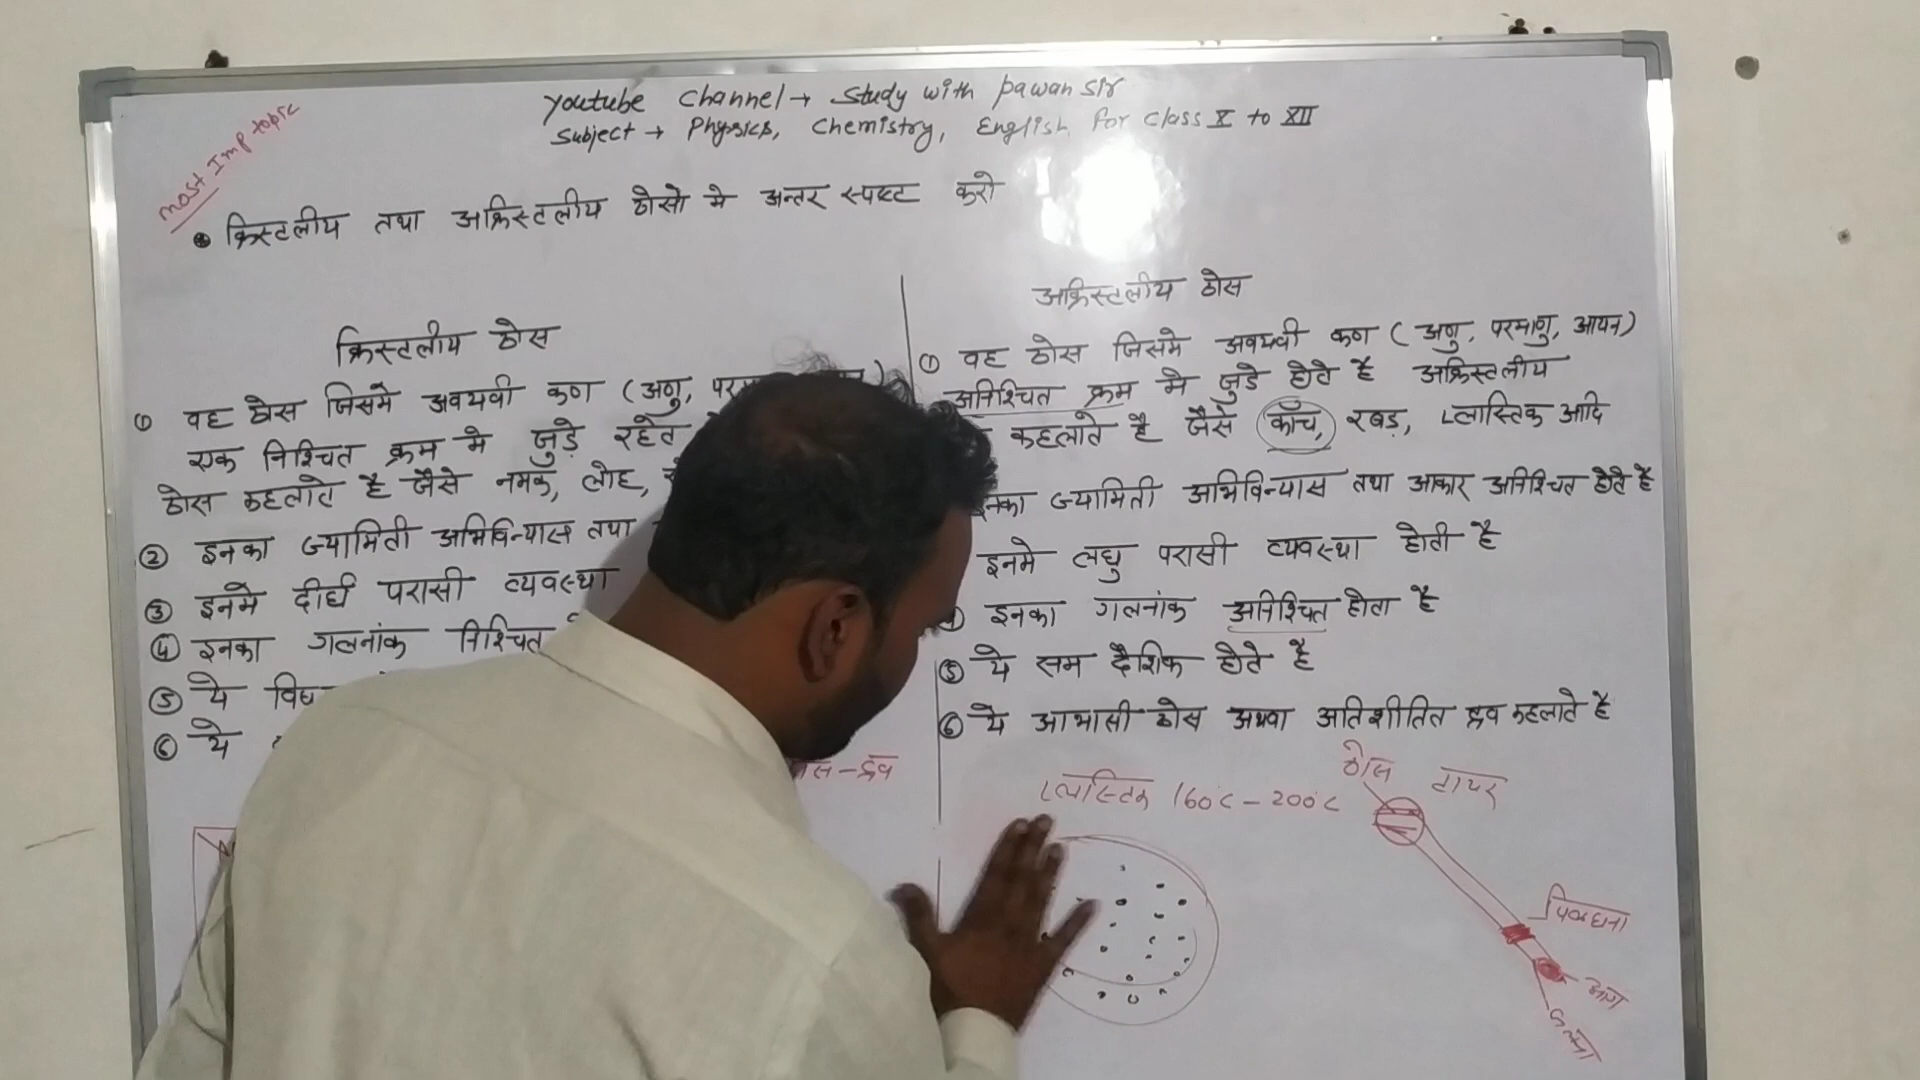 most Imp topic
Youtube channel → Study with pawan sir
Subject → Physics, Chemistry, English for class X to XII
क्रिस्टलीय तथा अक्रिस्टलीय ठोसो मे अन्तर स्पष्ट करो
क्रिस्टलीय ठोस
① वह ठोस जिसमे अवयवी कण (अणु,
एक निश्चित क्रम मे जुड़े रहते
ठोस कहलाते है जैसे नमक, लोह,
② इनका ज्यामिती अभिविन्यास तथा
③ इनमे दीर्घ परासी व्यवस्था
④ इनका गलनांक निश्चित
⑤ ये
⑥ ये
अक्रिस्टलीय ठोस
① वह ठोस जिसमे अवयवी कण (अणु, परमाणु, आयन)
अनिश्चित क्रम मे जुड़े होते है अक्रिस्टलीय
कहलाते है जैसे काँच, रबड़, प्लास्तिक आदि
इनका ज्यामिती अभिविन्यास तथा आकार अनिश्चित होते है
इनमे लघु परासी व्यवस्था होती है
इनका गलनांक अनिश्चित होता है
⑤ ये सम दैशिक होते है
⑥ ये आभासी ठोस अथवा अतिशीतित द्रव कहलाते है
द्रव
प्लास्टिक 160°C - 200°C
ठोस टायर
पिघलना
आग